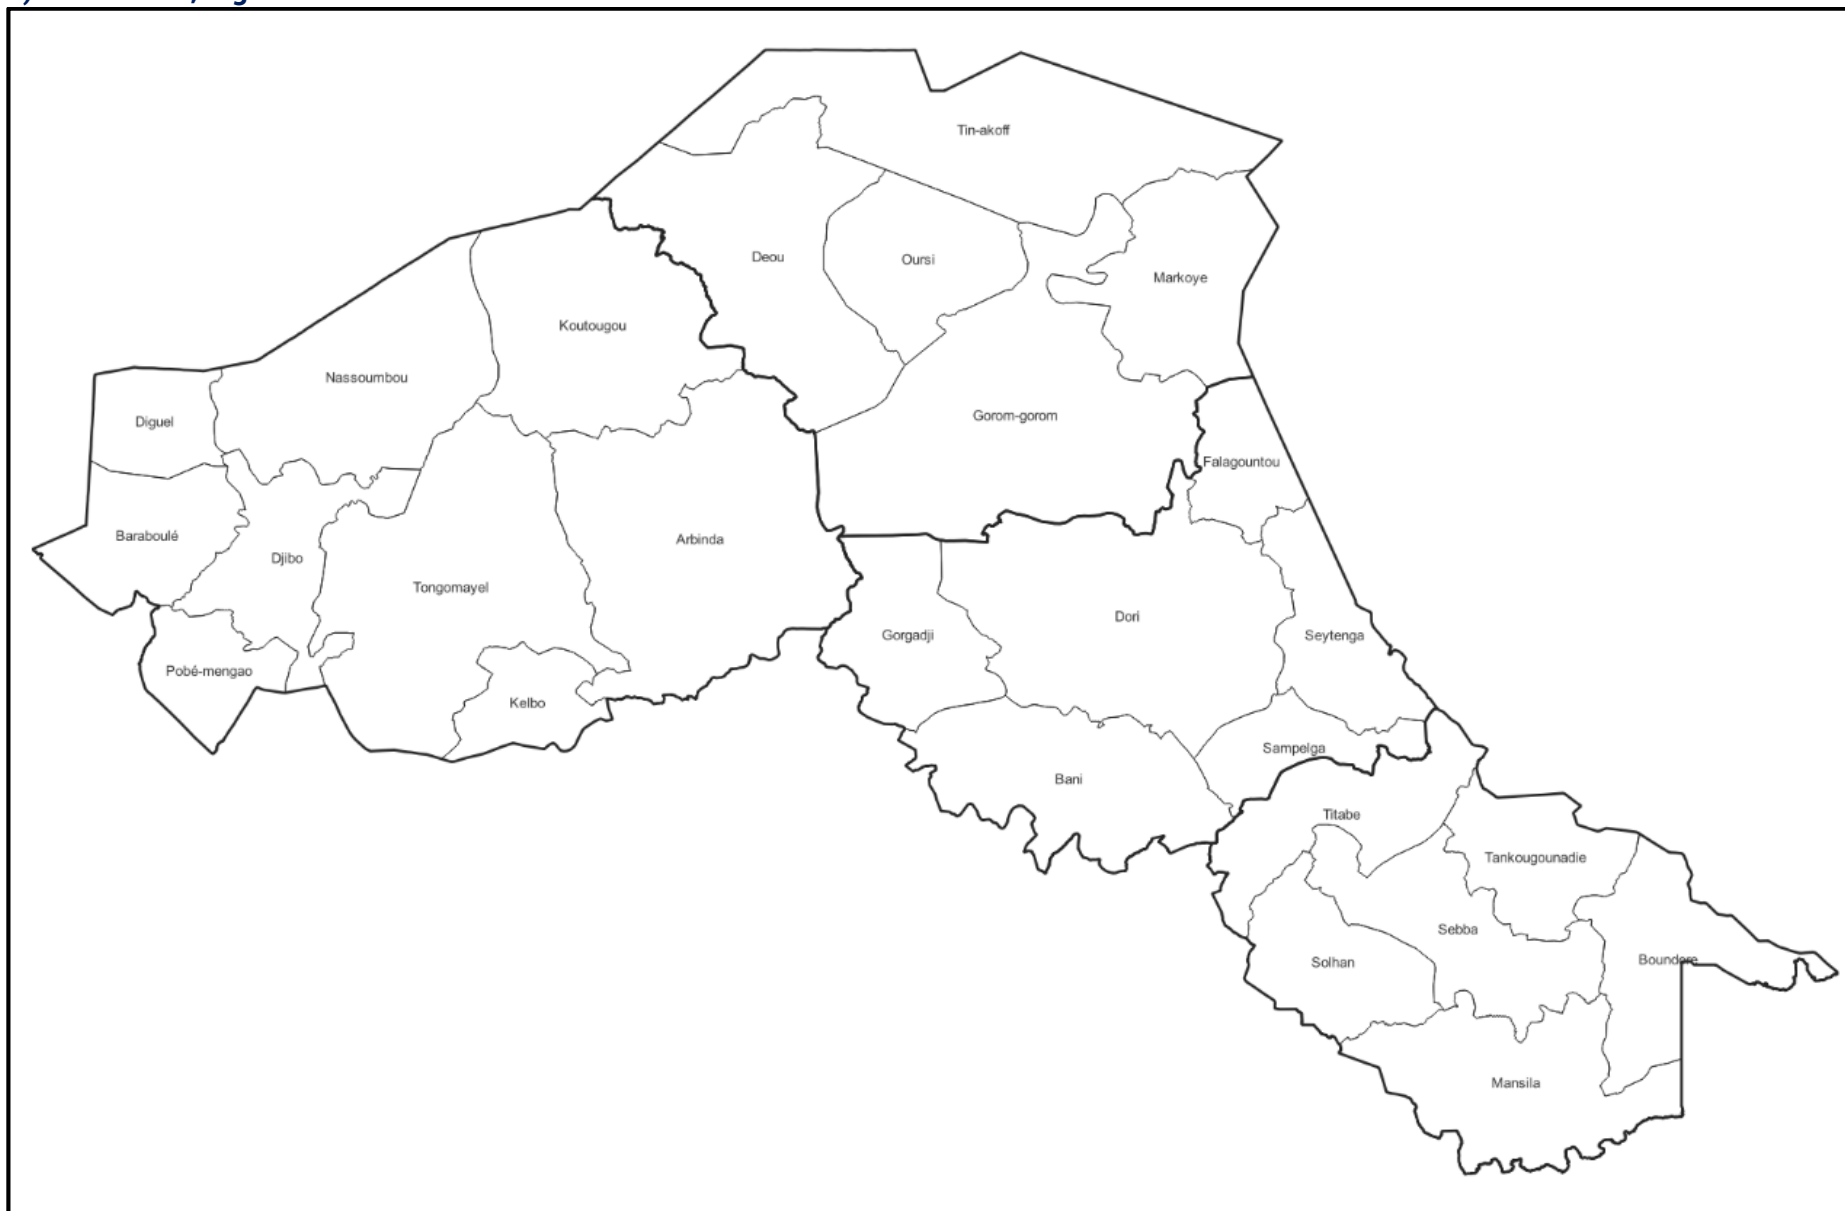 Tin-akoff
Deou
Oursi
Markoye
Koutougou
Nassoumbou
Gorom-gorom
Diguel
Falagountou
Baraboulé
Djibo
Arbinda
Tongomayel
Dori
Gorgadji
Seytenga
Pobé-mengao
Kelbo
Sampelga
Bani
Titabe
Tankougounadie
Sebba
Solhan
Boundore
Mansila